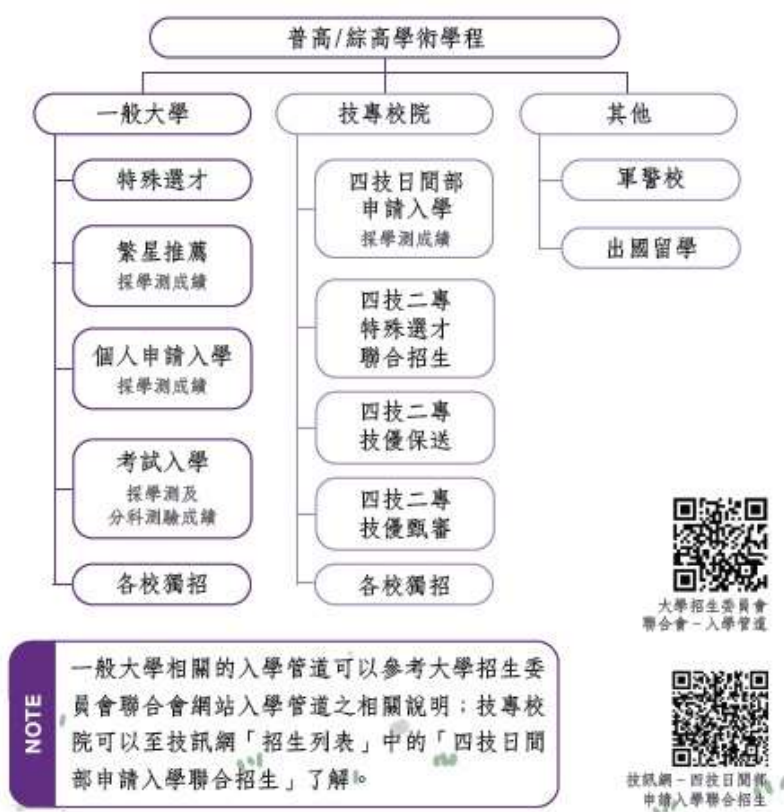 普高/綜高學術學程
一般大學
特殊選才
繁星推薦
採學測成績
個人申請入學
採學測成績
考試入學
採學測及
分科測驗成績
各校獨招
技專校院
四技日間部
申請入學
採學測成績
四技二專
特殊選才
聯合招生
四技二專
技優保送
四技二專
技優甄審
各校獨招
其他
軍警校
出國留學
大學招生委員會
聯合會－入學管道
NOTE
一般大學相關的入學管道可以參考大學招生委
員會聯合會網站入學管道之相關說明；技專校
院可以至技訊網「招生列表」中的「四技日間
部申請入學聯合招生」了解。
技訊網－四技日間部
申請入學聯合招生